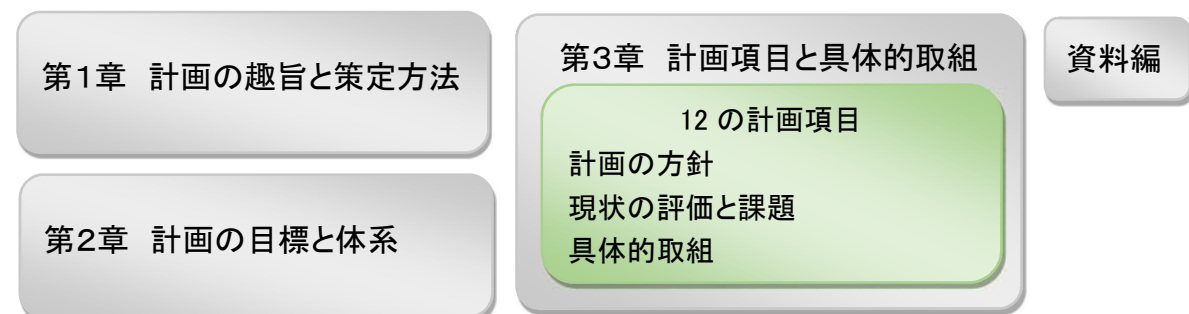 第1章 計画の趣旨と策定方法
第2章 計画の目標と体系
第3章 計画項目と具体的取組
12 の計画項目
計画の方針
現状の評価と課題
具体的取組
資料編